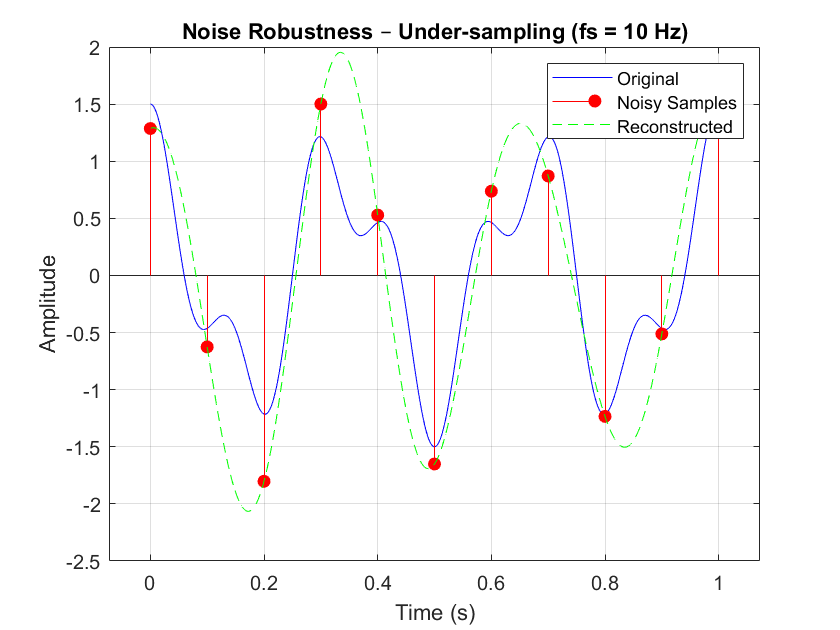 Noise Robustness – Under-sampling (fs = 10 Hz)
Original
Noisy Samples
Reconstructed
Amplitude
2
1.5
1
0.5
0
-0.5
-1
-1.5
-2
-2.5
0 0.2 0.4 0.6 0.8 1
Time (s)